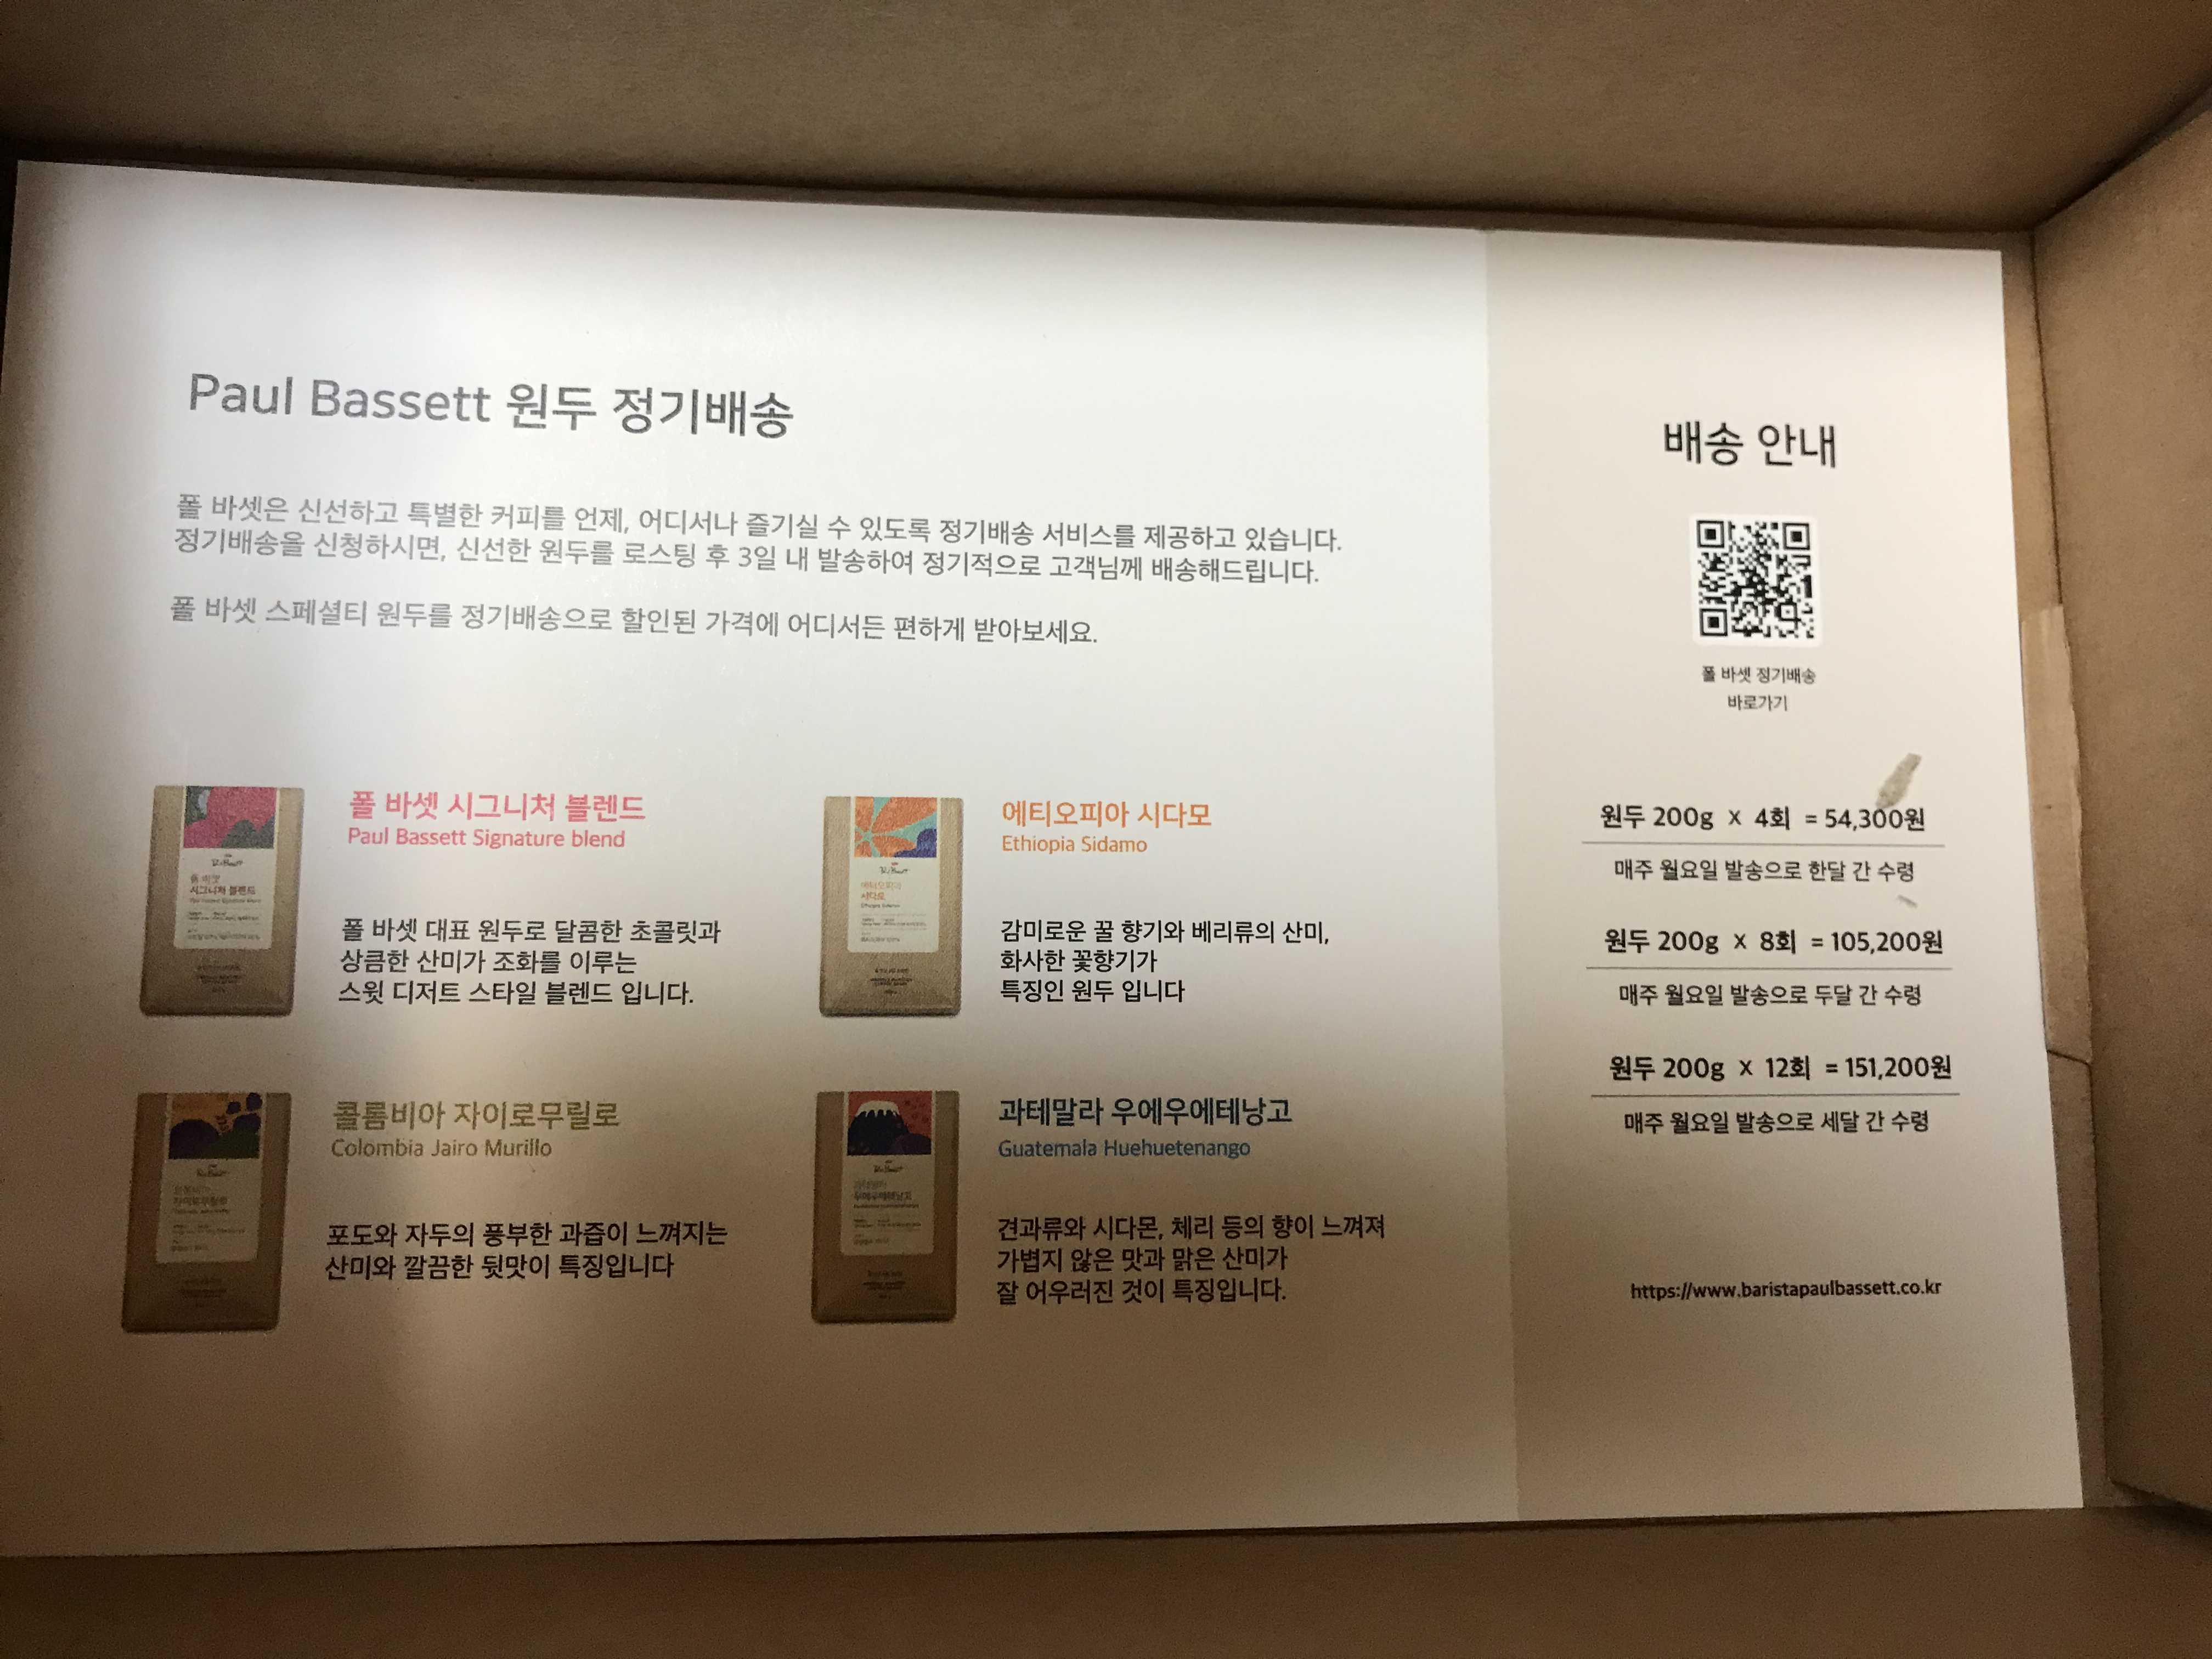 Paul Bassett 원두 정기배송
폴 바셋은 신선하고 특별한 커피를 언제, 어디서나 즐기실 수 있도록 정기배송 서비스를 제공하고 있습니다.
정기배송을 신청하시면, 신선한 원두를 로스팅 후 3일 내 발송하여 정기적으로 고객님께 배송해드립니다.
폴 바셋 스페셜티 원두를 정기배송으로 할인된 가격에 어디서든 편하게 받아보세요.
폴 바셋 시그니처 블렌드
Paul Bassett Signature blend
폴 바셋 대표 원두로 달콤한 초콜릿과
상큼한 산미가 조화를 이루는
스윗 디저트 스타일 블렌드 입니다.
폴 바셋
시그니처 블렌드
에티오피아 시다모
Ethiopia Sidamo
감미로운 꿀 향기와 베리류의 산미,
화사한 꽃향기가
특징인 원두 입니다
에티오피아
시다모
콜롬비아 자이로무릴로
Colombia Jairo Murillo
포도와 자두의 풍부한 과즙이 느껴지는
산미와 깔끔한 뒷맛이 특징입니다
과테말라 우에우에테낭고
Guatemala Huehuetenango
견과류와 시다몬, 체리 등의 향이 느껴져
가볍지 않은 맛과 맑은 산미가
잘 어우러진 것이 특징입니다.
배송 안내
폴 바셋 정기배송
바로가기
원두 200g x 4회 = 54,300원
매주 월요일 발송으로 한달 간 수령
원두 200g x 8회 = 105,200원
매주 월요일 발송으로 두달 간 수령
원두 200g x 12회 = 151,200원
매주 월요일 발송으로 세달 간 수령
https://www.baristapaulbassett.co.kr